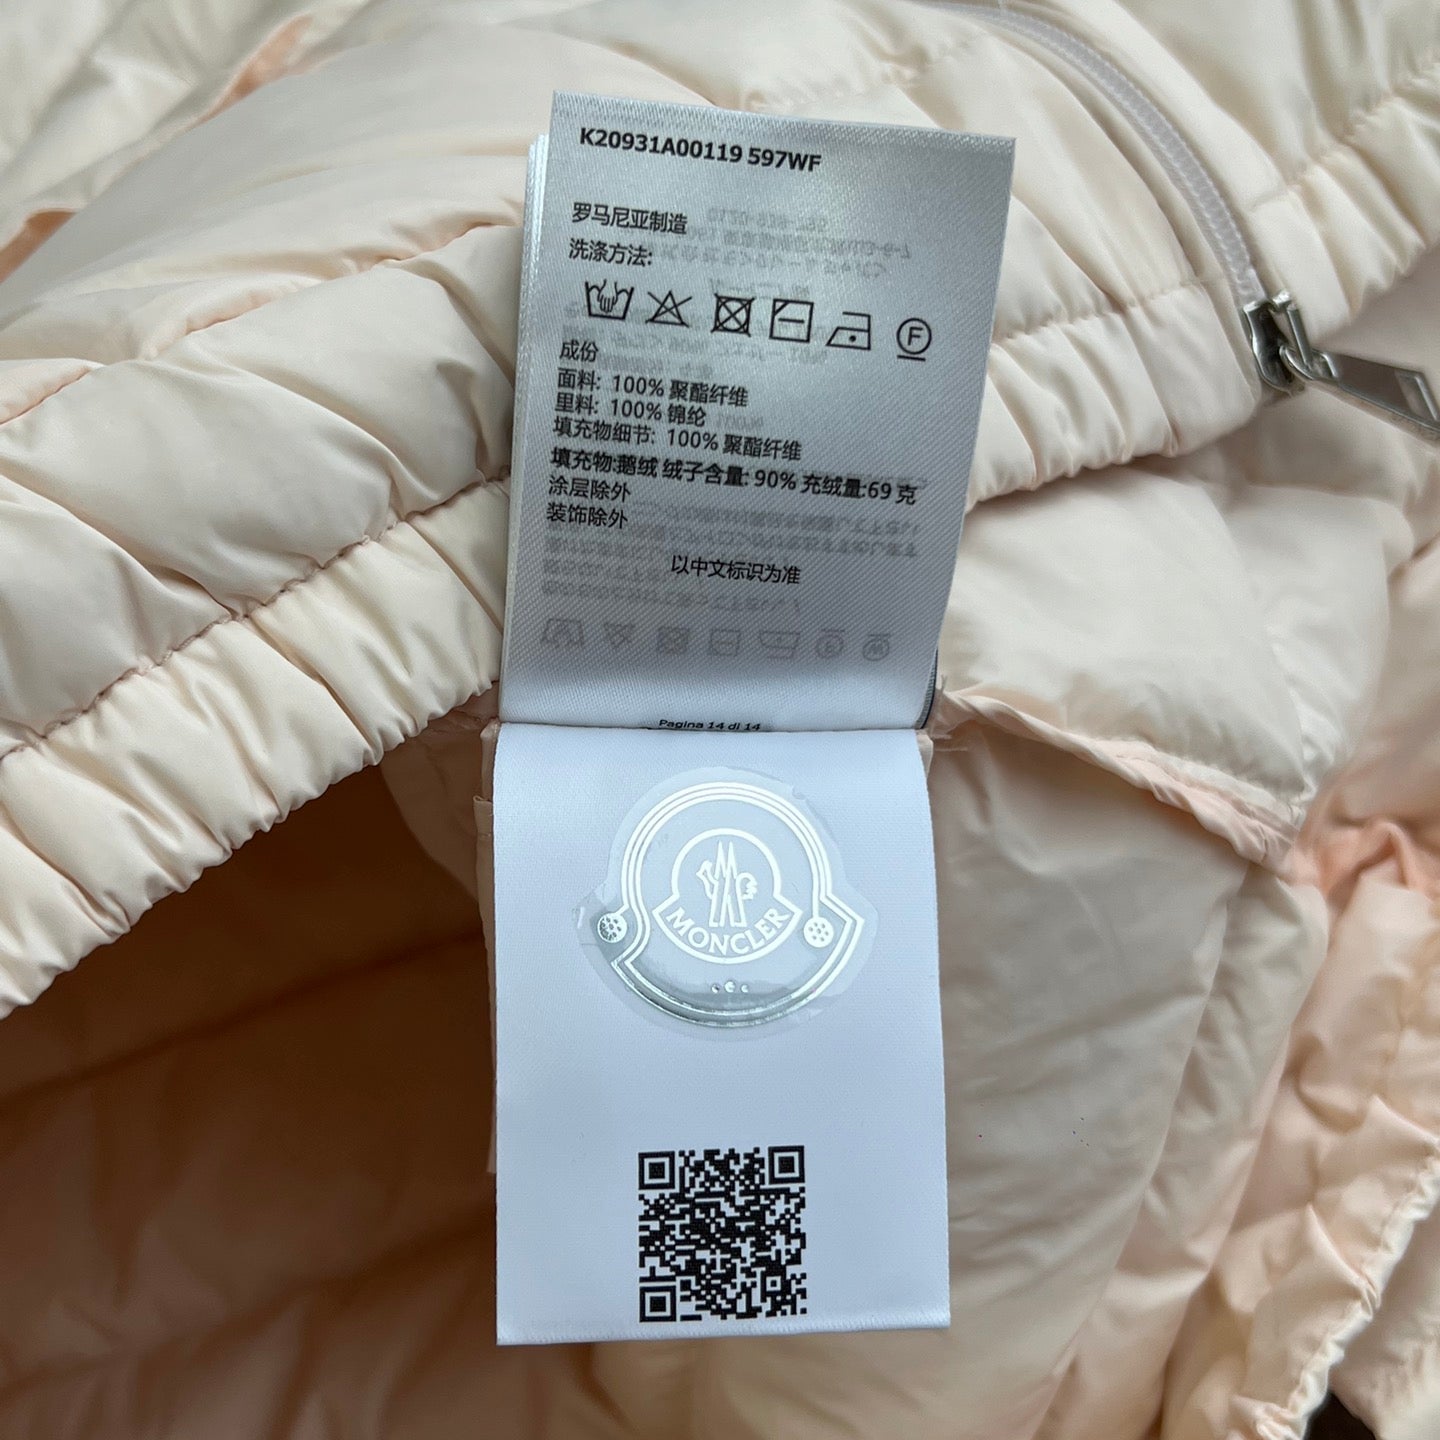 K20931A00119 597WF
罗马尼亚制造
洗涤方法:
F
成份
面料: 100% 聚酯纤维
里料: 100% 锦纶
填充物细节: 100% 聚酯纤维
填充物:鹅绒 绒子含量: 90% 充绒量:69 克
涂层除外
装饰除外
以中文标识为准
Pagina 14 di 14
MONCLER